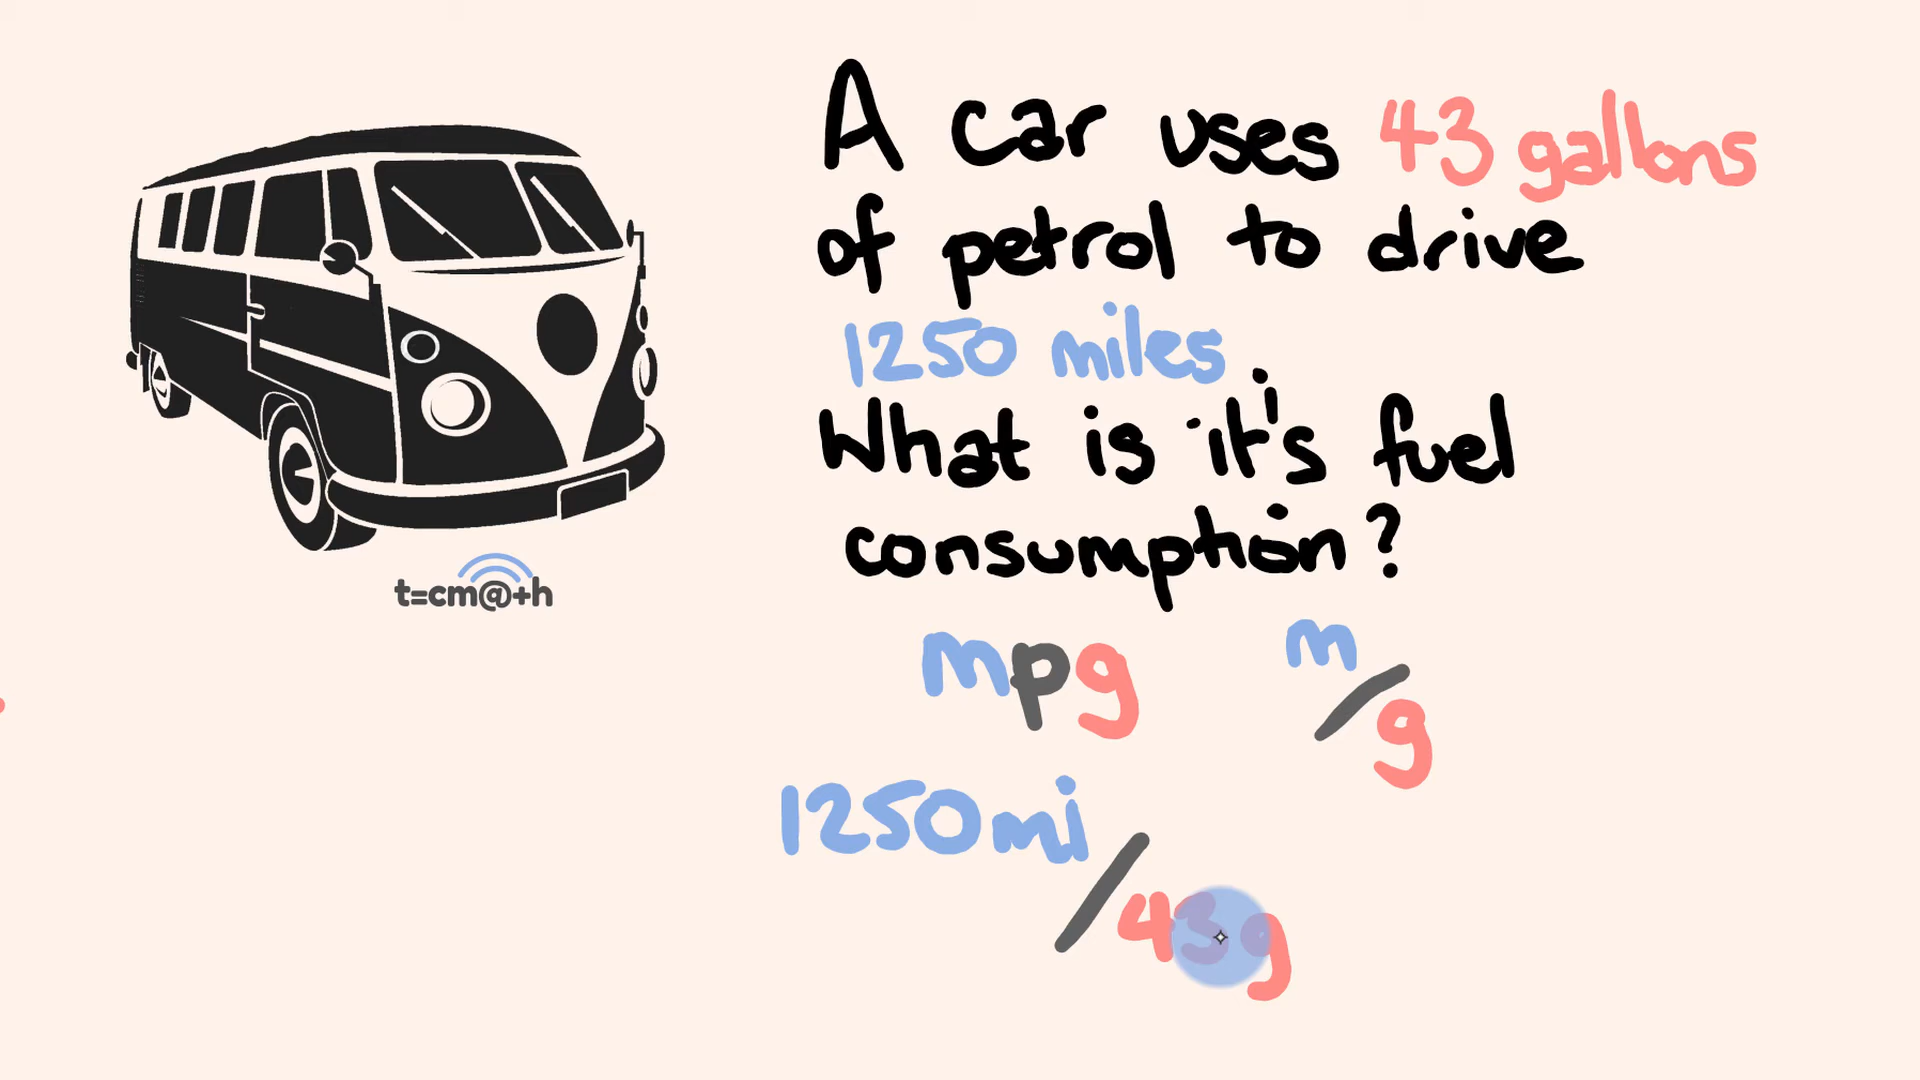 A car uses 43 gallons
of petrol to drive
1250 miles.
What is it's fuel
consumption?
mpg m/g
1250mi/43g
t=cm@+h